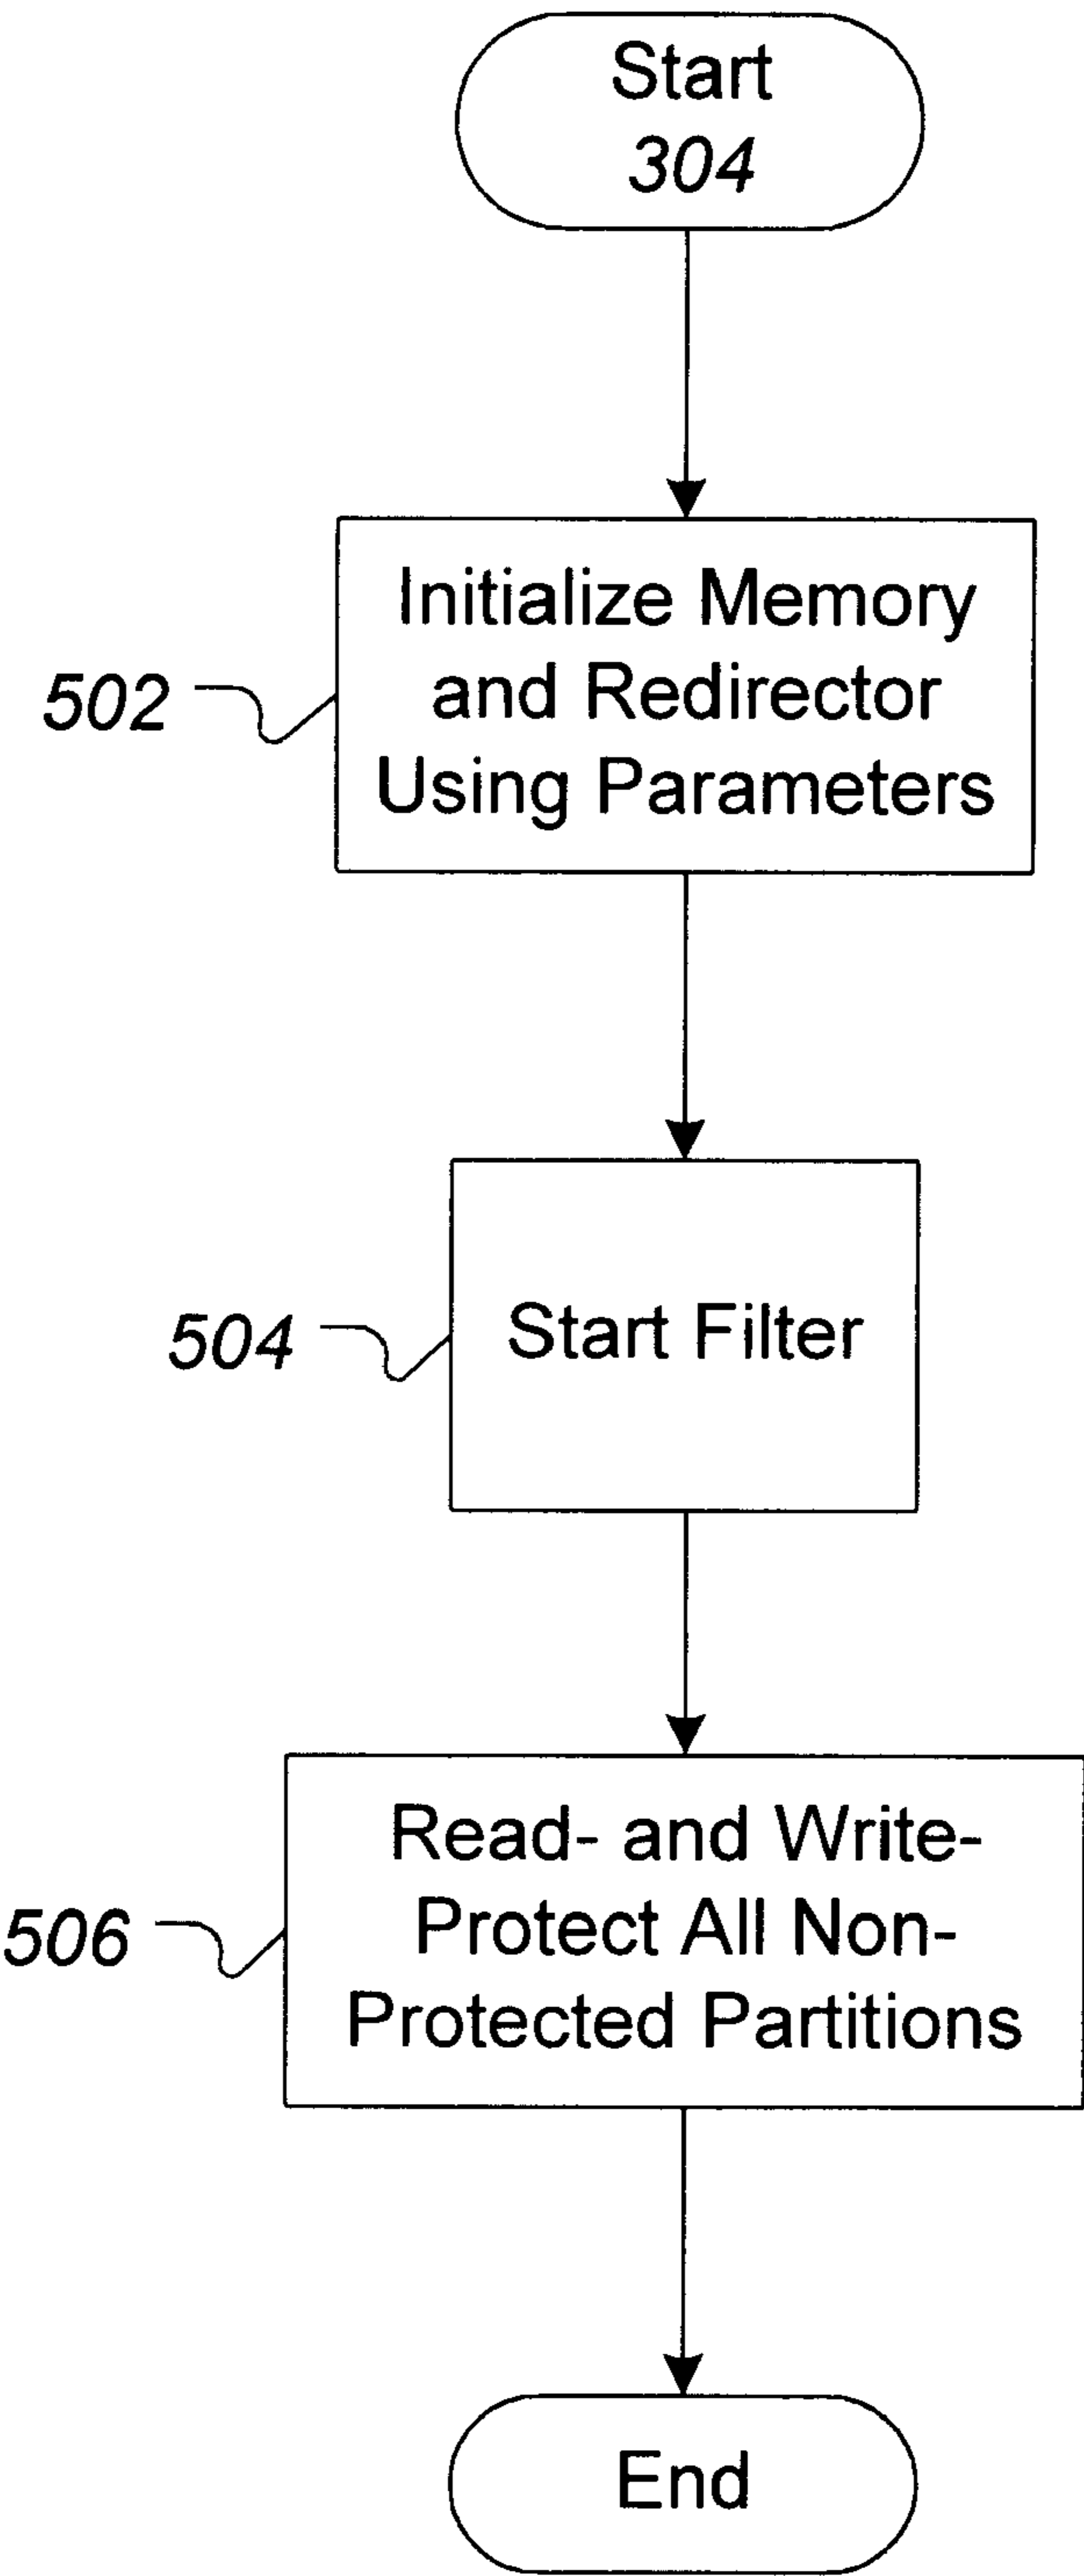 Start
304
Initialize Memory
and Redirector
Using Parameters
502
Start Filter
504
Read- and Write-
Protect All Non-
Protected Partitions
506
End